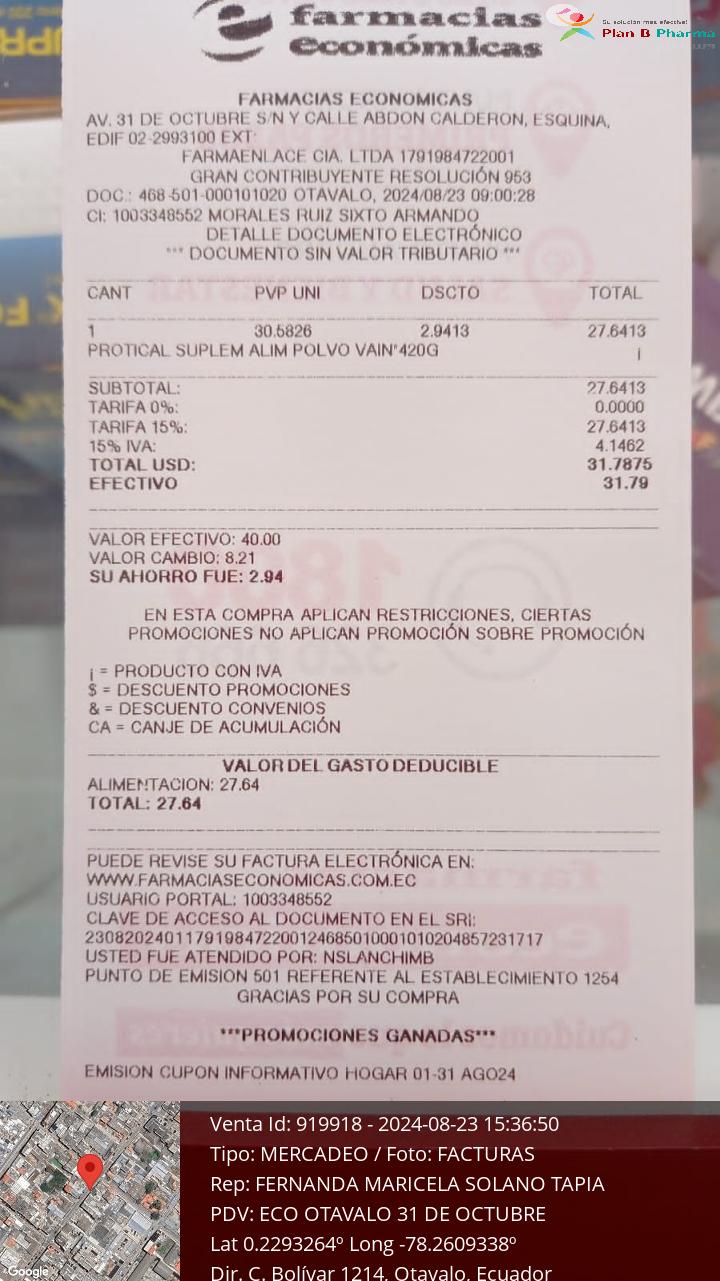 farmacias
económicas
Su solución mas efectiva!
Plan B Pharma
FARMACIAS ECONOMICAS
AV. 31 DE OCTUBRE S/N Y CALLE ABDON CALDERON, ESQUINA,
EDIF 02-2993100 EXT:
FARMAENLACE CIA. LTDA 1791984722001
GRAN CONTRIBUYENTE RESOLUCIÓN 953
DOC.: 468-501-000101020 OTAVALO, 2024/08/23 09:00:28
CI: 1003348552 MORALES RUIZ SIXTO ARMANDO
DETALLE DOCUMENTO ELECTRÓNICO
*** DOCUMENTO SIN VALOR TRIBUTARIO ***
CANT PVP UNI DSCTO TOTAL
1 30.5826 2.9413 27.6413
PROTICAL SUPLEM ALIM POLVO VAIN*420G ¡
SUBTOTAL: 27.6413
TARIFA 0%: 0.0000
TARIFA 15%: 27.6413
15% IVA: 4.1462
TOTAL USD: 31.7875
EFECTIVO 31.79
VALOR EFECTIVO: 40.00
VALOR CAMBIO: 8.21
SU AHORRO FUE: 2.94
EN ESTA COMPRA APLICAN RESTRICCIONES, CIERTAS
PROMOCIONES NO APLICAN PROMOCIÓN SOBRE PROMOCIÓN
¡ = PRODUCTO CON IVA
$ = DESCUENTO PROMOCIONES
& = DESCUENTO CONVENIOS
CA = CANJE DE ACUMULACIÓN
VALOR DEL GASTO DEDUCIBLE
ALIMENTACION: 27.64
TOTAL: 27.64
PUEDE REVISE SU FACTURA ELECTRÓNICA EN:
WWW.FARMACIASECONOMICAS.COM.EC
USUARIO PORTAL: 1003348552
CLAVE DE ACCESO AL DOCUMENTO EN EL SRI:
2308202401179198472200124685010001010204857231717
USTED FUE ATENDIDO POR: NSLANCHIMB
PUNTO DE EMISION 501 REFERENTE AL ESTABLECIMIENTO 1254
GRACIAS POR SU COMPRA
***PROMOCIONES GANADAS***
EMISION CUPON INFORMATIVO HOGAR 01-31 AGO24
Venta Id: 919918 - 2024-08-23 15:36:50
Tipo: MERCADEO / Foto: FACTURAS
Rep: FERNANDA MARICELA SOLANO TAPIA
PDV: ECO OTAVALO 31 DE OCTUBRE
Lat 0.2293264º Long -78.2609338º
Dir. C. Bolívar 1214, Otavalo, Ecuador
Google